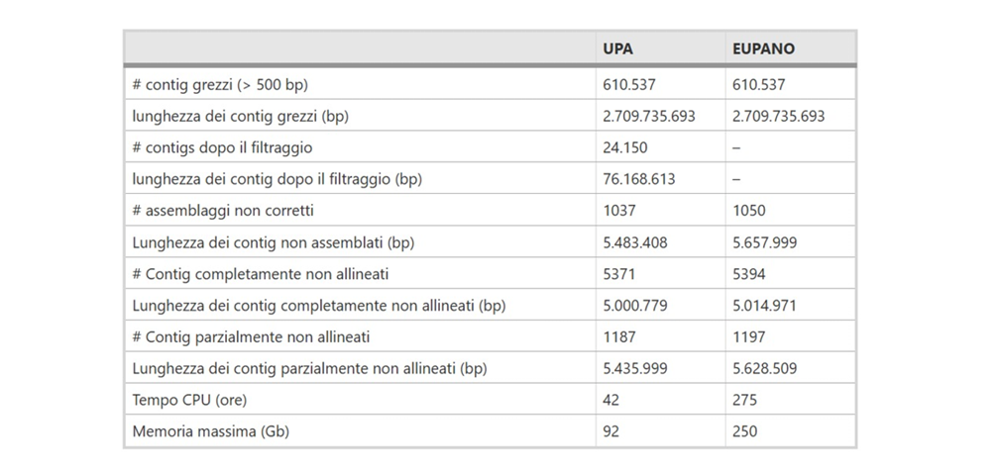 UPA EUPANO
# contig grezzi (> 500 bp) 610.537 610.537
lunghezza dei contig grezzi (bp) 2.709.735.693 2.709.735.693
# contigs dopo il filtraggio 24.150 –
lunghezza dei contig dopo il filtraggio (bp) 76.168.613 –
# assemblaggi non corretti 1037 1050
Lunghezza dei contig non assemblati (bp) 5.483.408 5.657.999
# Contig completamente non allineati 5371 5394
Lunghezza dei contig completamente non allineati (bp) 5.000.779 5.014.971
# Contig parzialmente non allineati 1187 1197
Lunghezza dei contig parzialmente non allineati (bp) 5.435.999 5.628.509
Tempo CPU (ore) 42 275
Memoria massima (Gb) 92 250